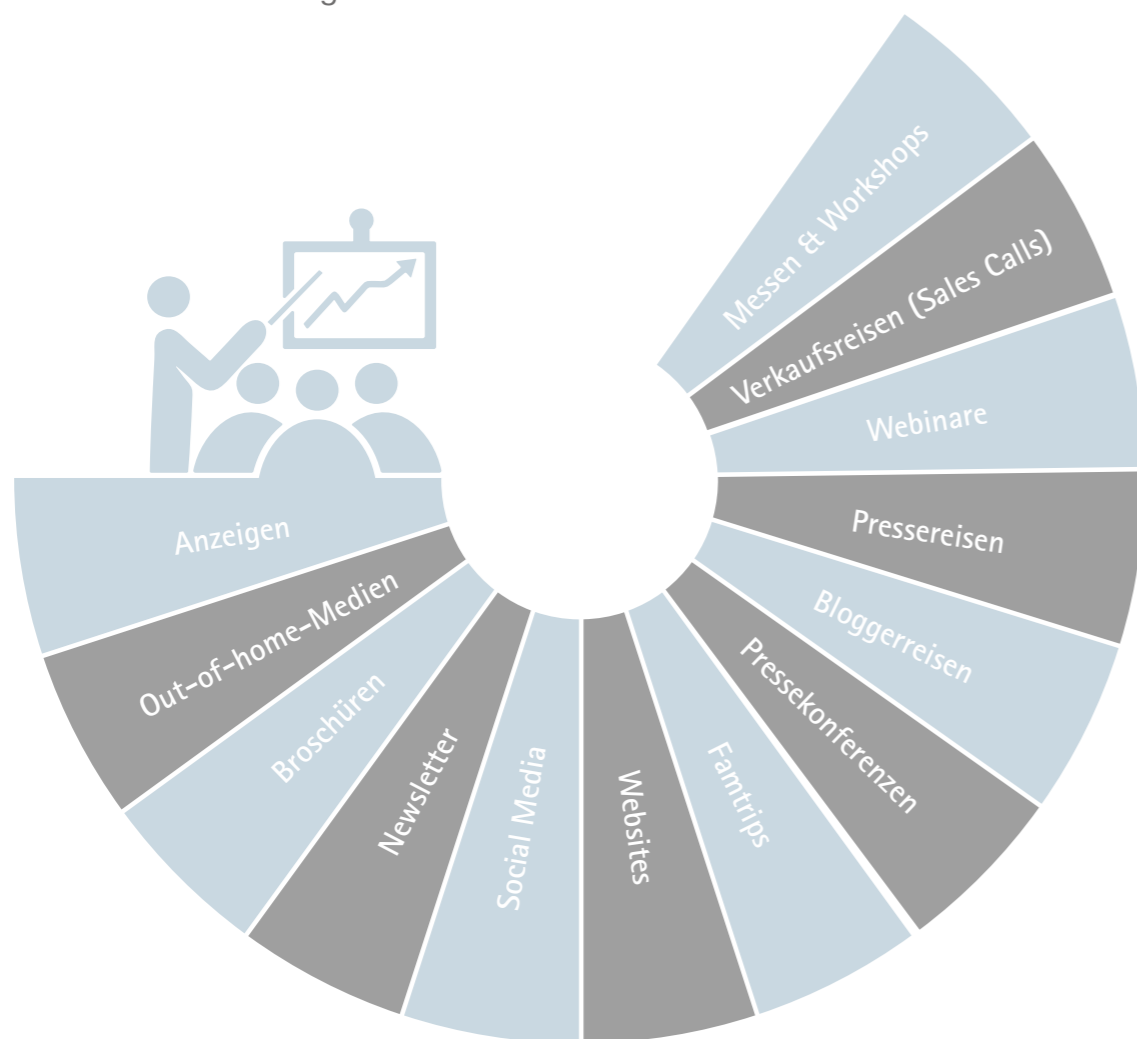 Messen & Workshops
Verkaufsreisen (Sales Calls)
Webinare
Pressereisen
Bloggerreisen
Pressekonferenzen
Famtrips
Websites
Social Media
Newsletter
Broschüren
Out-of-home-Medien
Anzeigen